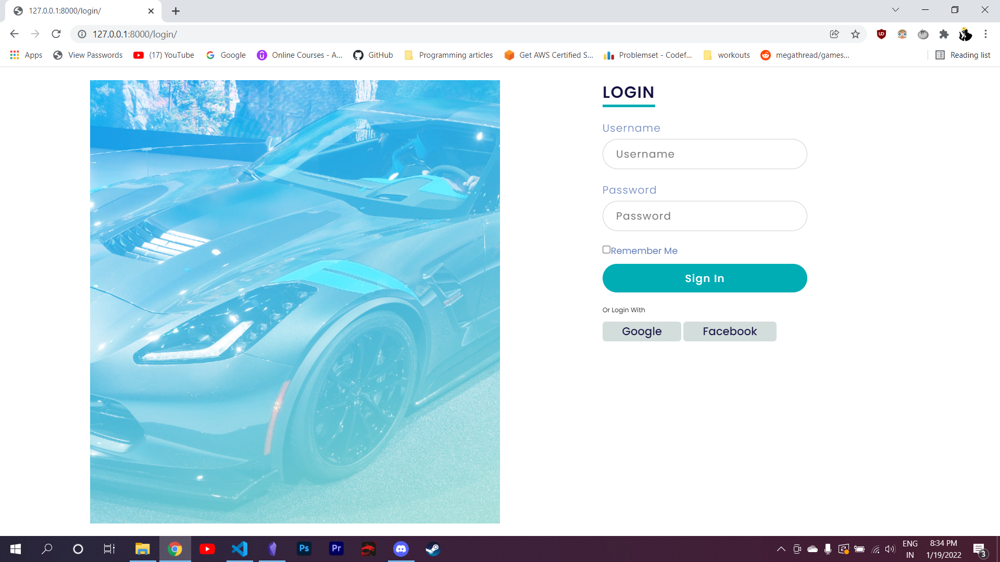 127.0.0.1:8000/login/
127.0.0.1:8000/login/
Apps
View Passwords
(17) YouTube
Google
Online Courses - A...
GitHub
Programming articles
Get AWS Certified S...
Problemset - Codef...
workouts
megathread/games...
Reading list
LOGIN
Username
Username
Password
Password
Remember Me
Sign In
Or Login With
Google Facebook
Ps
Pr
ENG
IN
8:34 PM
1/19/2022
3